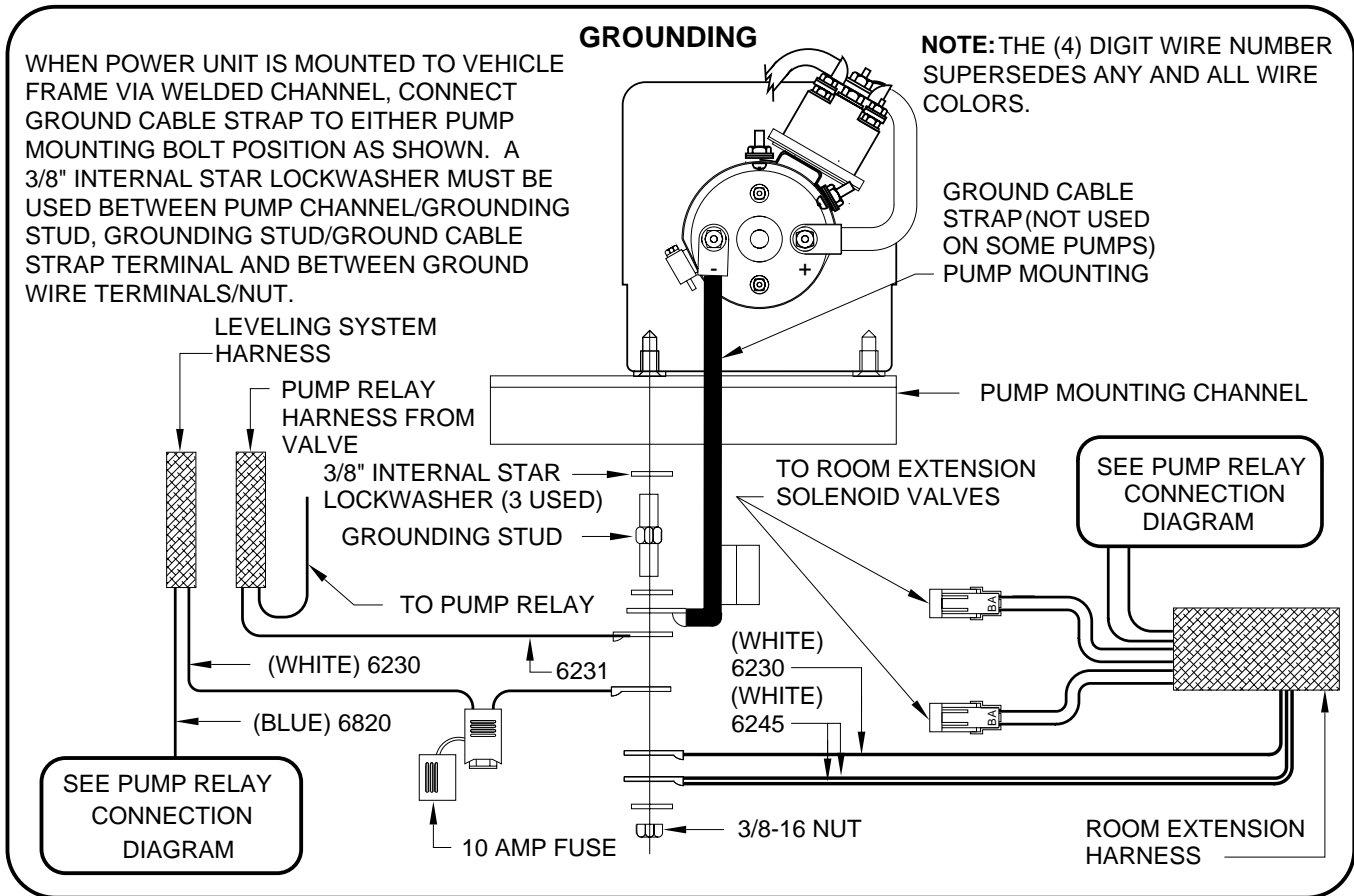 GROUNDING
WHEN POWER UNIT IS MOUNTED TO VEHICLE
FRAME VIA WELDED CHANNEL, CONNECT
GROUND CABLE STRAP TO EITHER PUMP
MOUNTING BOLT POSITION AS SHOWN. A
3/8" INTERNAL STAR LOCKWASHER MUST BE
USED BETWEEN PUMP CHANNEL/GROUNDING
STUD, GROUNDING STUD/GROUND CABLE
STRAP TERMINAL AND BETWEEN GROUND
WIRE TERMINALS/NUT.
NOTE: THE (4) DIGIT WIRE NUMBER
SUPERSEDES ANY AND ALL WIRE
COLORS.
GROUND CABLE
STRAP(NOT USED
ON SOME PUMPS)
PUMP MOUNTING
-
+
LEVELING SYSTEM
HARNESS
PUMP RELAY
HARNESS FROM
VALVE
PUMP MOUNTING CHANNEL
3/8" INTERNAL STAR
LOCKWASHER (3 USED)
GROUNDING STUD
TO PUMP RELAY
TO ROOM EXTENSION
SOLENOID VALVES
SEE PUMP RELAY
CONNECTION
DIAGRAM
BA
BA
(WHITE) 6230
6231
(BLUE) 6820
(WHITE)
6230
(WHITE)
6245
SEE PUMP RELAY
CONNECTION
DIAGRAM
10 AMP FUSE
3/8-16 NUT
ROOM EXTENSION
HARNESS